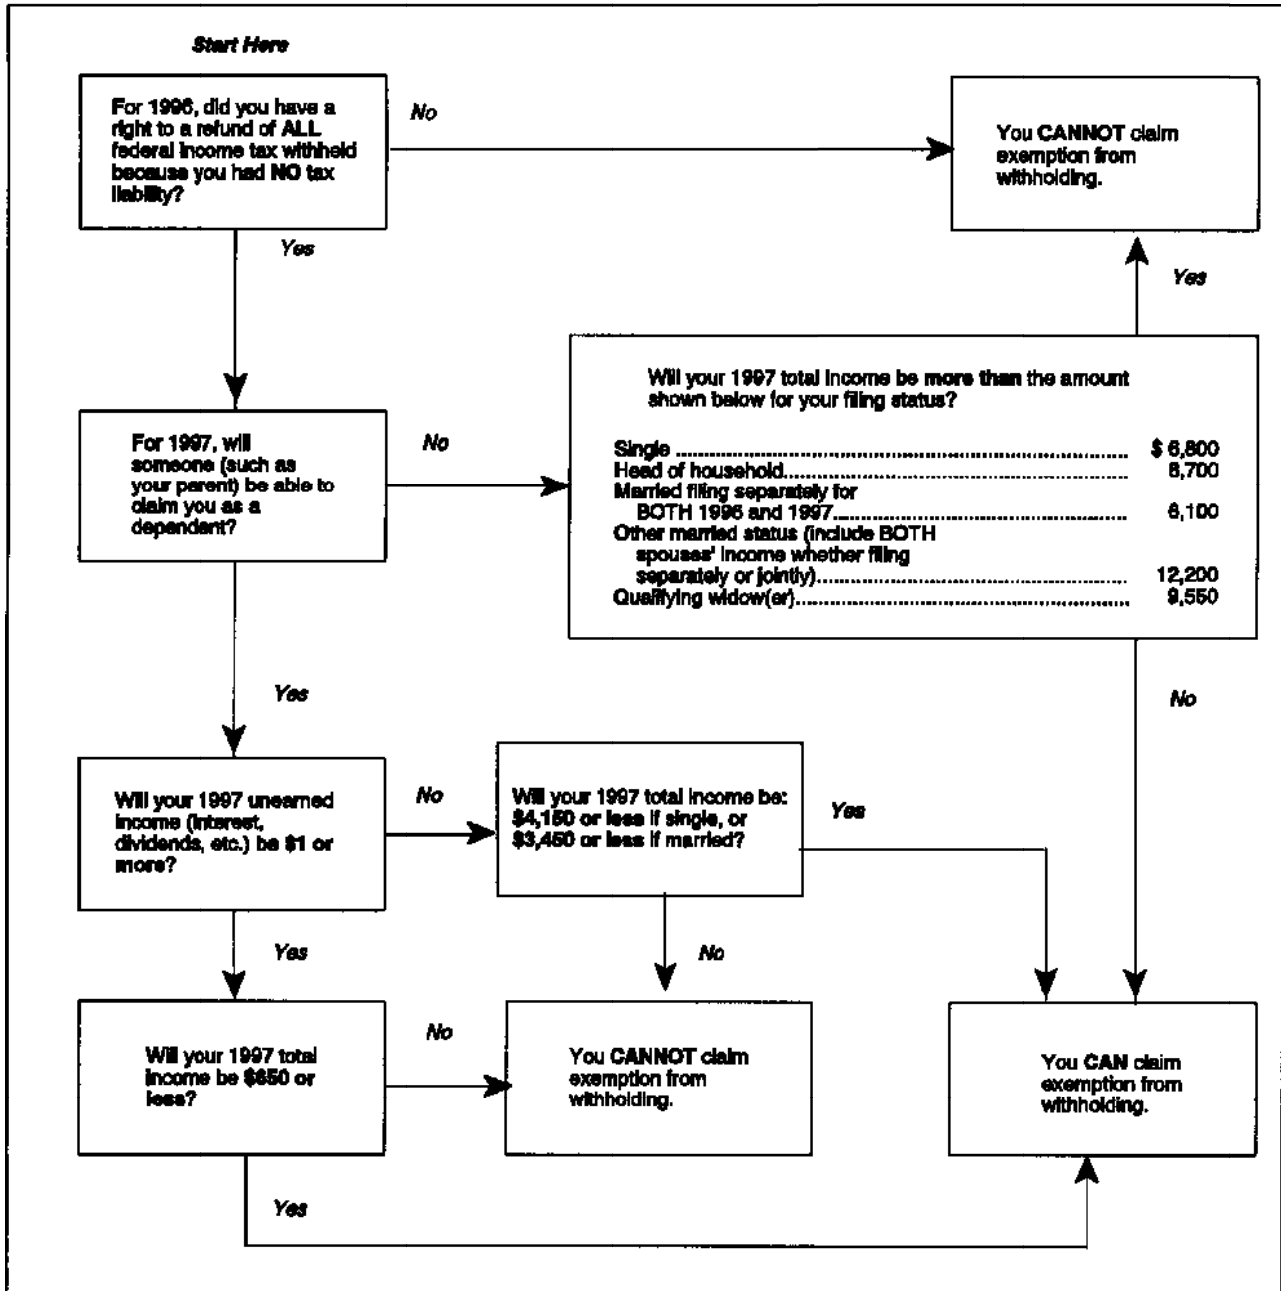 Start Here
For 1996, did you have a
right to a refund of ALL
federal income tax withheld
because you had NO tax
liability?
No
You CANNOT claim
exemption from
withholding.
Yes
Yes
For 1997, will
someone (such as
your parent) be able to
claim you as a
dependent?
No
Will your 1997 total income be more than the amount
shown below for your filing status?
Single ........ $ 6,800
Head of household........ 8,700
Married filing separately for
BOTH 1996 and 1997........ 6,100
Other married status (include BOTH
spouses' income whether filing
separately or jointly)........ 12,200
Qualifying widow(er)........ 9,550
Yes
No
Will your 1997 unearned
income (interest,
dividends, etc.) be $1 or
more?
No
Will your 1997 total income be:
$4,150 or less if single, or
$3,450 or less if married?
Yes
Yes
No
Will your 1997 total
income be $650 or
less?
No
You CANNOT claim
exemption from
withholding.
You CAN claim
exemption from
withholding.
Yes